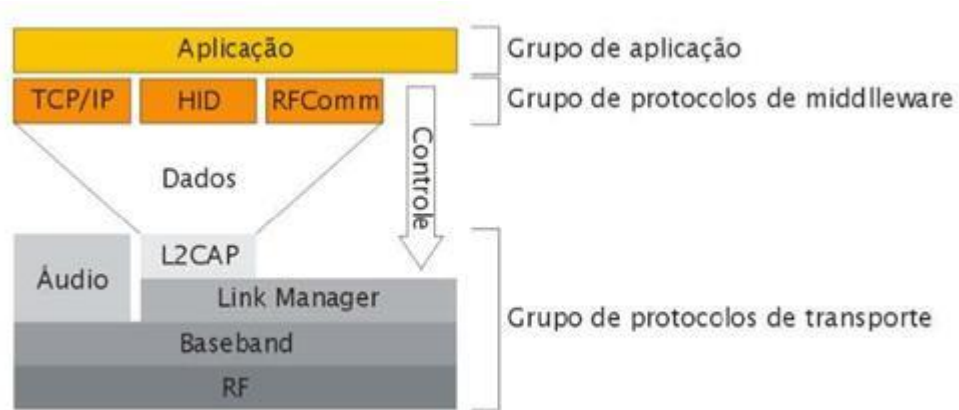 Aplicação
Grupo de aplicação
TCP/IP
HID
RFComm
Grupo de protocolos de middlleware
Controle
Dados
L2CAP
Áudio
Link Manager
Grupo de protocolos de transporte
Baseband
RF